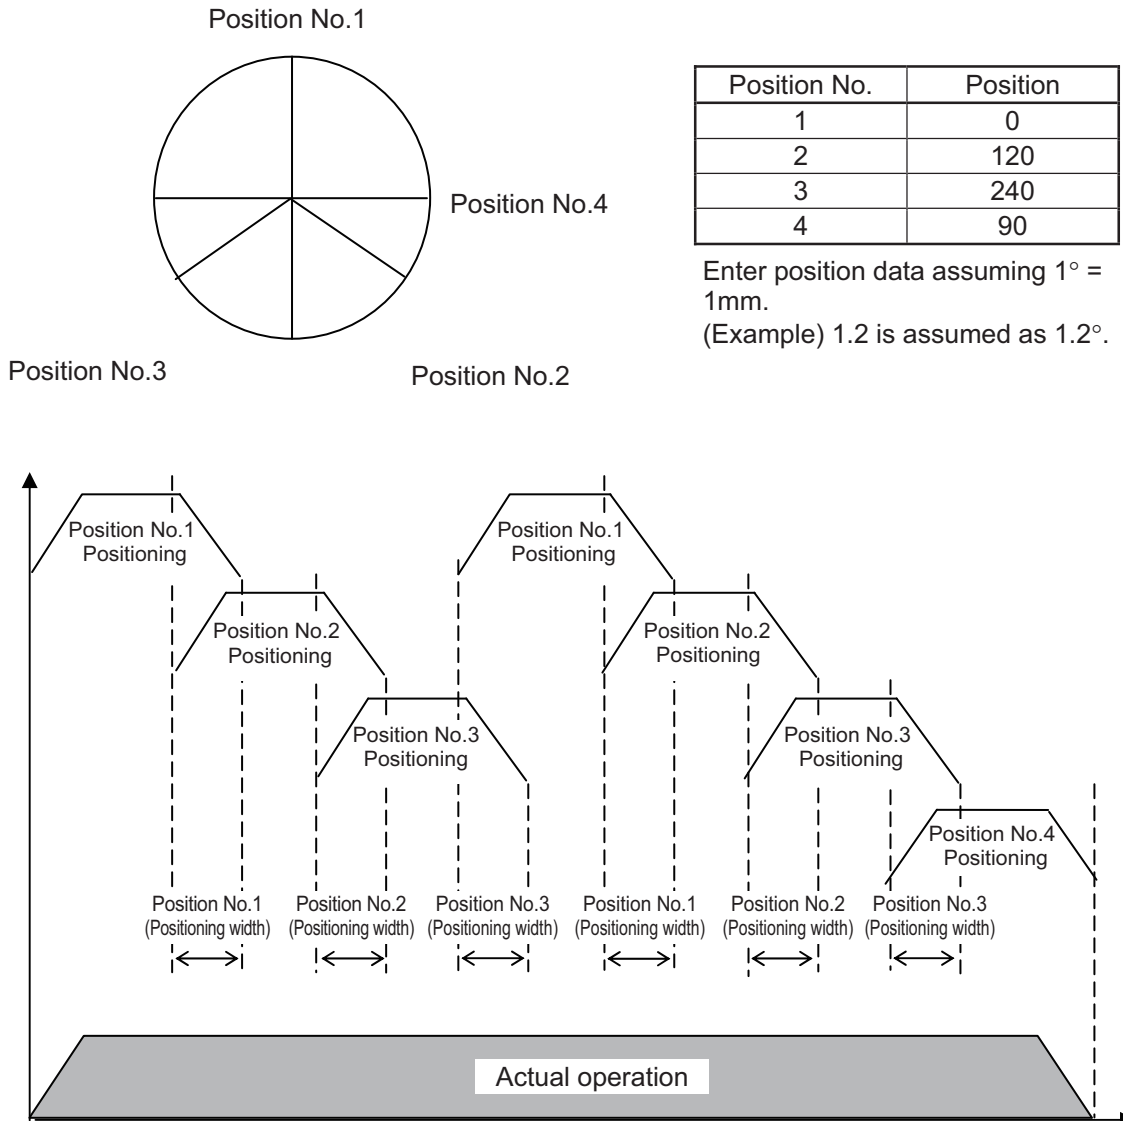 Position No.1
Position No.4
Position No.3
Position No.2
Position No. Position
1 0
2 120
3 240
4 90
Enter position data assuming 1° =
1mm.
(Example) 1.2 is assumed as 1.2°.
Position No.1
Positioning
Position No.1
Positioning
Position No.2
Positioning
Position No.2
Positioning
Position No.3
Positioning
Position No.3
Positioning
Position No.4
Positioning
Position No.1
(Positioning width)
Position No.2
(Positioning width)
Position No.3
(Positioning width)
Position No.1
(Positioning width)
Position No.2
(Positioning width)
Position No.3
(Positioning width)
Actual operation